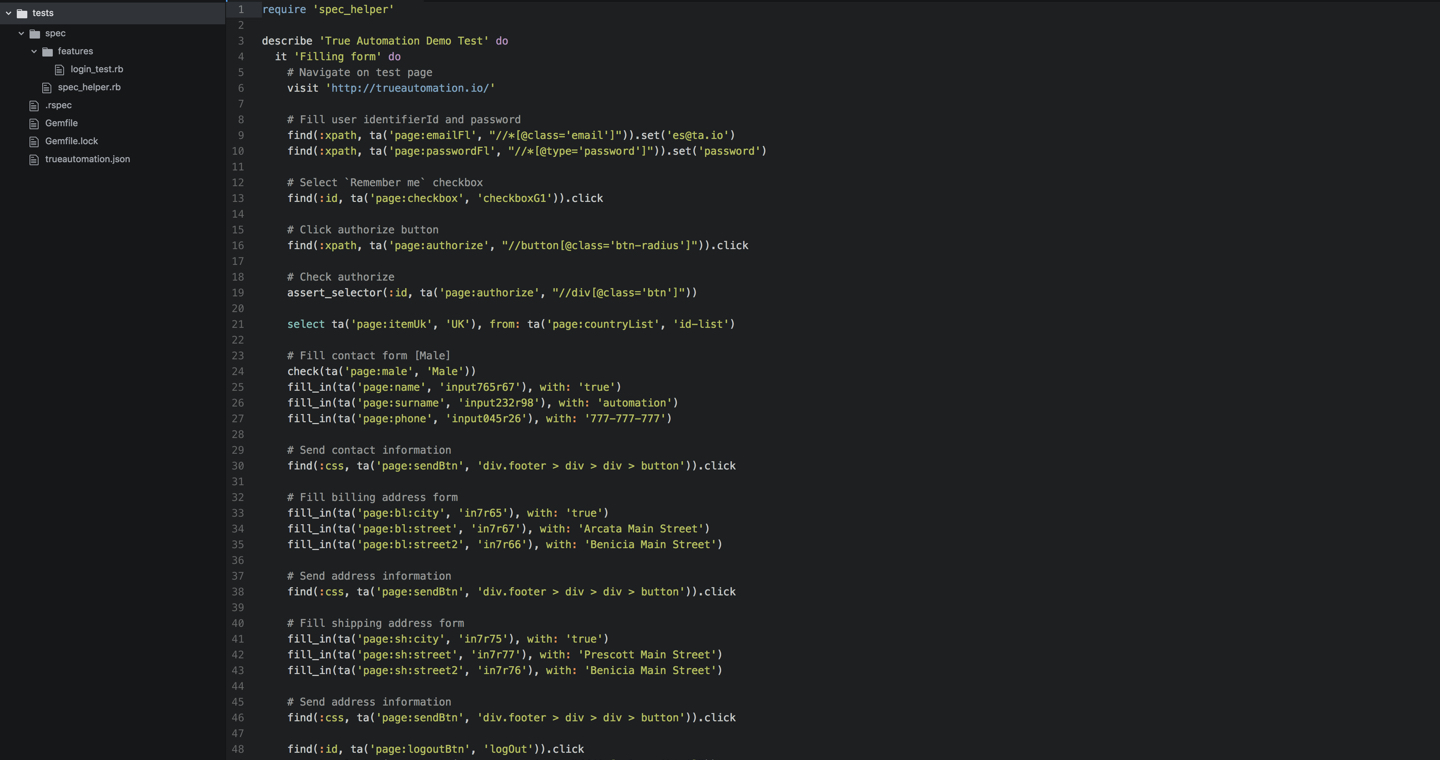 tests
spec
features
login_test.rb
spec_helper.rb
.rspec
Gemfile
Gemfile.lock
trueautomation.json
1 require 'spec_helper'
2
3 describe 'True Automation Demo Test' do
4 it 'Filling form' do
5 # Navigate on test page
6 visit 'http://trueautomation.io/'
7
8 # Fill user identifierId and password
9 find(:xpath, ta('page:emailFl', "//*[@class='email']")).set('es@ta.io')
10 find(:xpath, ta('page:passwordFl', "//*[@type='password']")).set('password')
11
12 # Select `Remember me` checkbox
13 find(:id, ta('page:checkbox', 'checkboxG1')).click
14
15 # Click authorize button
16 find(:xpath, ta('page:authorize', "//button[@class='btn-radius']")).click
17
18 # Check authorize
19 assert_selector(:id, ta('page:authorize', "//div[@class='btn']"))
20
21 select ta('page:itemUk', 'UK'), from: ta('page:countryList', 'id-list')
22
23 # Fill contact form [Male]
24 check(ta('page:male', 'Male'))
25 fill_in(ta('page:name', 'input765r67'), with: 'true')
26 fill_in(ta('page:surname', 'input232r98'), with: 'automation')
27 fill_in(ta('page:phone', 'input045r26'), with: '777-777-777')
28
29 # Send contact information
30 find(:css, ta('page:sendBtn', 'div.footer > div > div > button')).click
31
32 # Fill billing address form
33 fill_in(ta('page:bl:city', 'in7r65'), with: 'true')
34 fill_in(ta('page:bl:street', 'in7r67'), with: 'Arcata Main Street')
35 fill_in(ta('page:bl:street2', 'in7r66'), with: 'Benicia Main Street')
36
37 # Send address information
38 find(:css, ta('page:sendBtn', 'div.footer > div > div > button')).click
39
40 # Fill shipping address form
41 fill_in(ta('page:sh:city', 'in7r75'), with: 'true')
42 fill_in(ta('page:sh:street', 'in7r77'), with: 'Prescott Main Street')
43 fill_in(ta('page:sh:street2', 'in7r76'), with: 'Benicia Main Street')
44
45 # Send address information
46 find(:css, ta('page:sendBtn', 'div.footer > div > div > button')).click
47
48 find(:id, ta('page:logoutBtn', 'logOut')).click